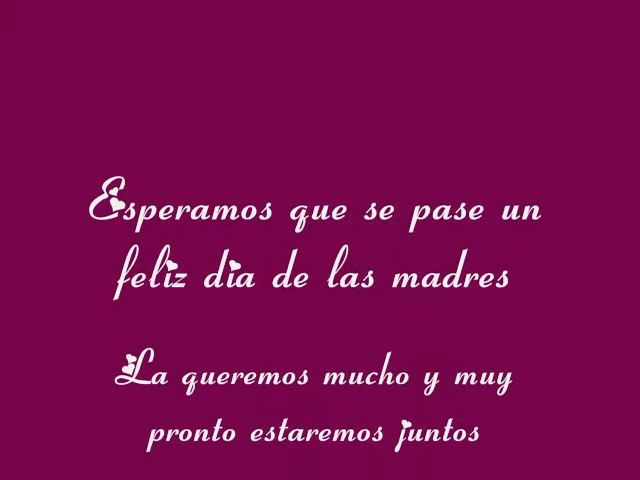 Esperamos que se pase un
feliz dia de las madres
La queremos mucho y muy
pronto estaremos juntos